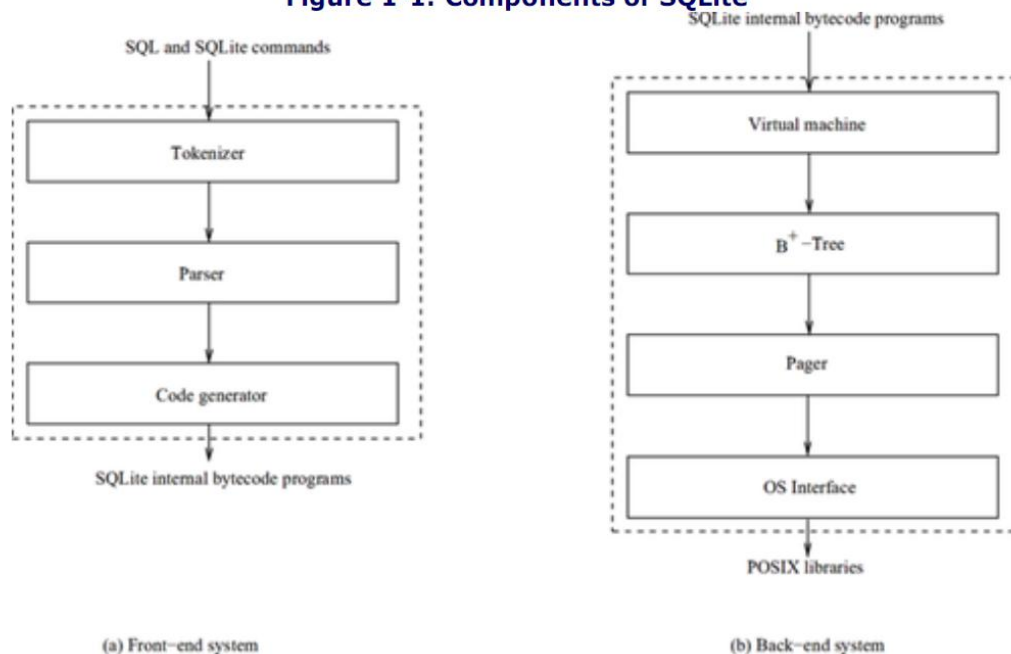 Figure 1-1. Components of SQLite
SQL and SQLite commands
Tokenizer
Parser
Code generator
SQLite internal bytecode programs
(a) Front-end system
SQLite internal bytecode programs
Virtual machine
B+-Tree
Pager
OS Interface
POSIX libraries
(b) Back-end system